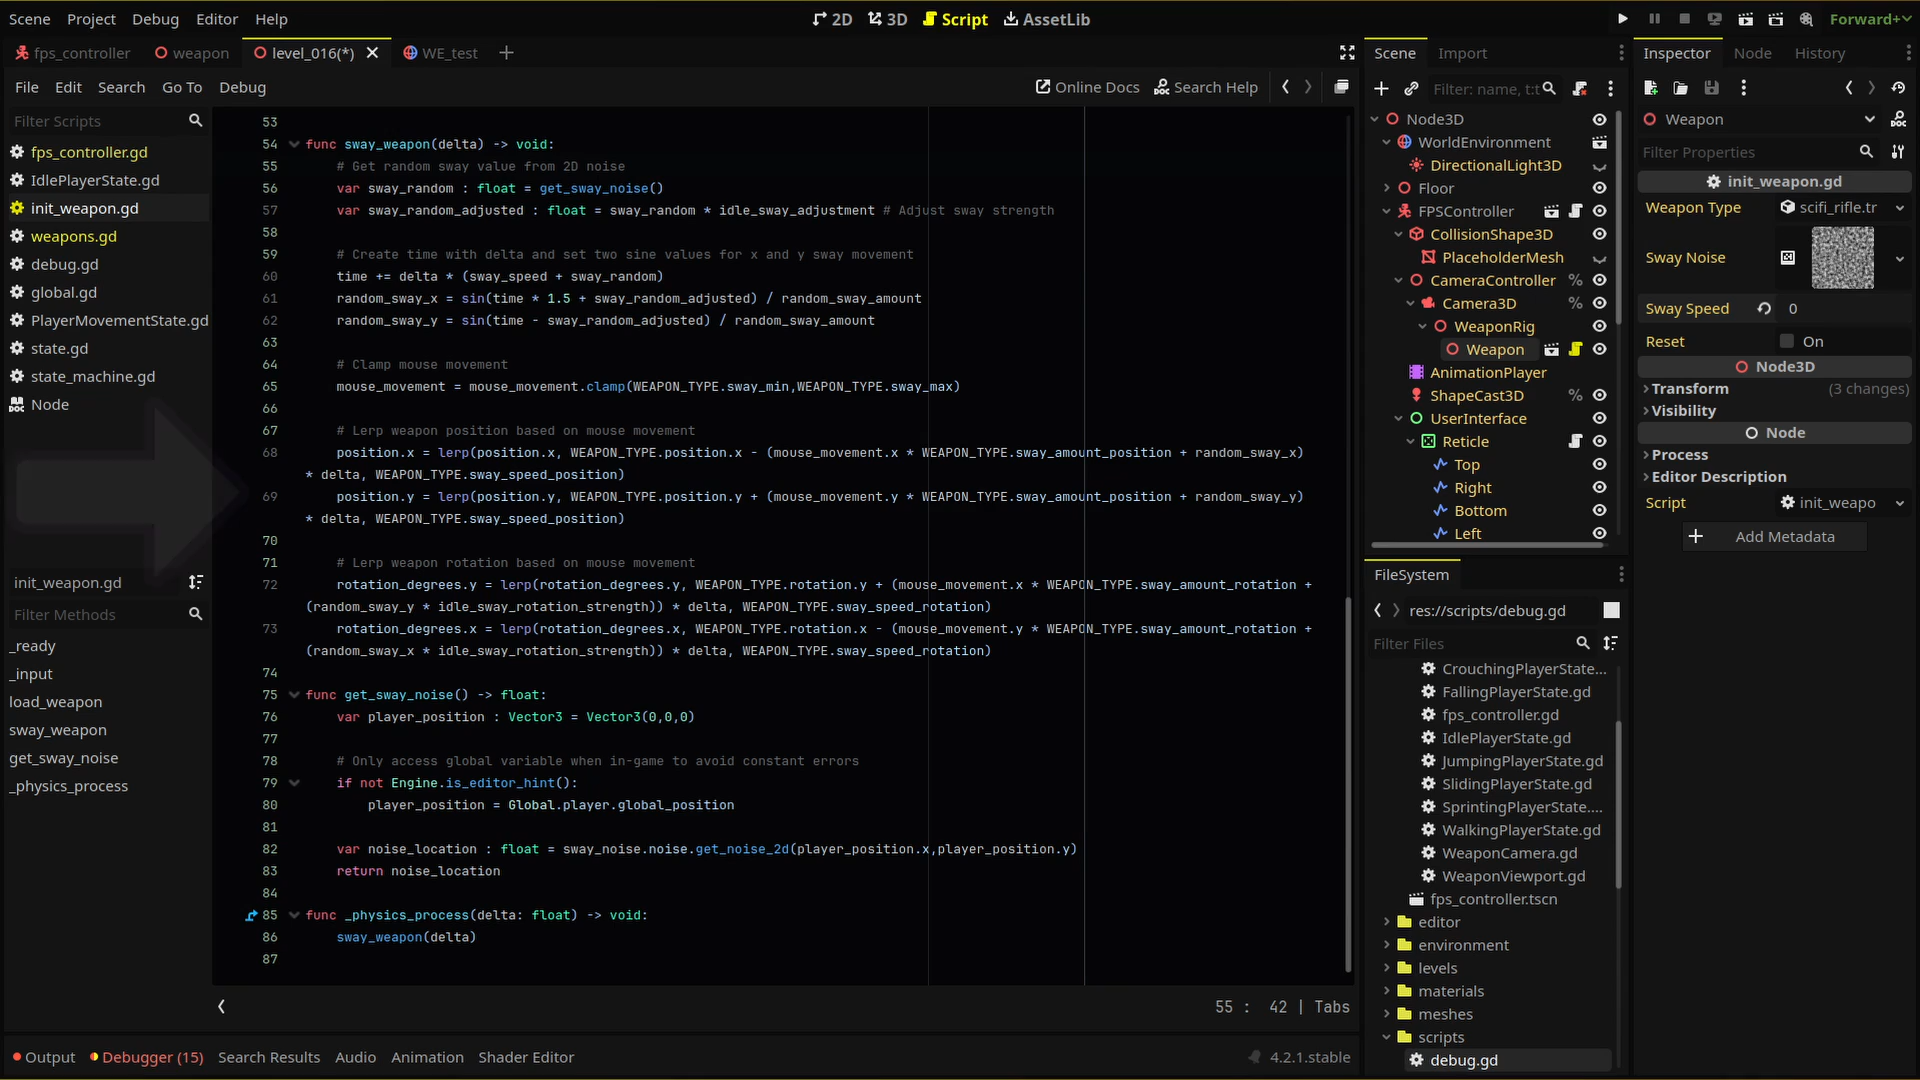 Scene Project Debug Editor Help 2D 3D Script AssetLib Forward+
fps_controller weapon level_016(*) WE_test
File Edit Search Go To Debug Online Docs Search Help
Filter Scripts
fps_controller.gd
IdlePlayerState.gd
init_weapon.gd
weapons.gd
debug.gd
global.gd
PlayerMovementState.gd
state.gd
state_machine.gd
Node
init_weapon.gd
Filter Methods
_ready
_input
load_weapon
sway_weapon
get_sway_noise
_physics_process
53
54 func sway_weapon(delta) -> void:
55 # Get random sway value from 2D noise
56 var sway_random : float = get_sway_noise()
57 var sway_random_adjusted : float = sway_random * idle_sway_adjustment # Adjust sway strength
58
59 # Create time with delta and set two sine values for x and y sway movement
60 time += delta * (sway_speed + sway_random)
61 random_sway_x = sin(time * 1.5 + sway_random_adjusted) / random_sway_amount
62 random_sway_y = sin(time - sway_random_adjusted) / random_sway_amount
63
64 # Clamp mouse movement
65 mouse_movement = mouse_movement.clamp(WEAPON_TYPE.sway_min,WEAPON_TYPE.sway_max)
66
67 # Lerp weapon position based on mouse movement
68 position.x = lerp(position.x, WEAPON_TYPE.position.x - (mouse_movement.x * WEAPON_TYPE.sway_amount_position + random_sway_x)
* delta, WEAPON_TYPE.sway_speed_position)
69 position.y = lerp(position.y, WEAPON_TYPE.position.y + (mouse_movement.y * WEAPON_TYPE.sway_amount_position + random_sway_y)
* delta, WEAPON_TYPE.sway_speed_position)
70
71 # Lerp weapon rotation based on mouse movement
72 rotation_degrees.y = lerp(rotation_degrees.y, WEAPON_TYPE.rotation.y + (mouse_movement.x * WEAPON_TYPE.sway_amount_rotation +
(random_sway_y * idle_sway_rotation_strength)) * delta, WEAPON_TYPE.sway_speed_rotation)
73 rotation_degrees.x = lerp(rotation_degrees.x, WEAPON_TYPE.rotation.x - (mouse_movement.y * WEAPON_TYPE.sway_amount_rotation +
(random_sway_x * idle_sway_rotation_strength)) * delta, WEAPON_TYPE.sway_speed_rotation)
74
75 func get_sway_noise() -> float:
76 var player_position : Vector3 = Vector3(0,0,0)
77
78 # Only access global variable when in-game to avoid constant errors
79 if not Engine.is_editor_hint():
80 player_position = Global.player.global_position
81
82 var noise_location : float = sway_noise.noise.get_noise_2d(player_position.x,player_position.y)
83 return noise_location
84
85 func _physics_process(delta: float) -> void:
86 sway_weapon(delta)
87
55 : 42 | Tabs
Output Debugger (15) Search Results Audio Animation Shader Editor 4.2.1.stable
Scene Import
Filter: name, t:t
Node3D
WorldEnvironment
DirectionalLight3D
Floor
FPSController
CollisionShape3D
PlaceholderMesh
CameraController %
Camera3D %
WeaponRig
Weapon
AnimationPlayer
ShapeCast3D %
UserInterface
Reticle
Top
Right
Bottom
Left
FileSystem
res://scripts/debug.gd
Filter Files
CrouchingPlayerState...
FallingPlayerState.gd
fps_controller.gd
IdlePlayerState.gd
JumpingPlayerState.gd
SlidingPlayerState.gd
SprintingPlayerState....
WalkingPlayerState.gd
WeaponCamera.gd
WeaponViewport.gd
fps_controller.tscn
editor
environment
levels
materials
meshes
scripts
debug.gd
Inspector Node History
Weapon
Filter Properties
init_weapon.gd
Weapon Type scifi_rifle.tr
Sway Noise
Sway Speed 0
Reset On
Node3D
Transform (3 changes)
Visibility
Node
Process
Editor Description
Script init_weapo
Add Metadata